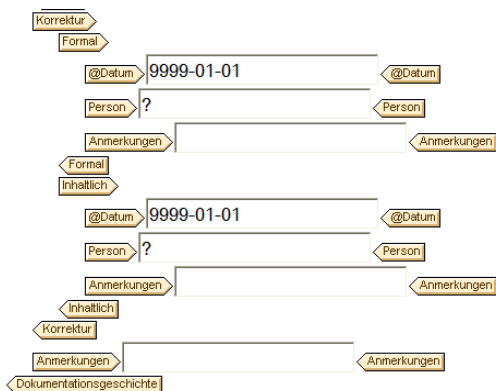 Korrektur
Formal
@Datum 9999-01-01 @Datum
Person ? Person
Anmerkungen Anmerkungen
Formal
Inhaltlich
@Datum 9999-01-01 @Datum
Person ? Person
Anmerkungen Anmerkungen
Inhaltlich
Korrektur
Anmerkungen Anmerkungen
Dokumentationsgeschichte